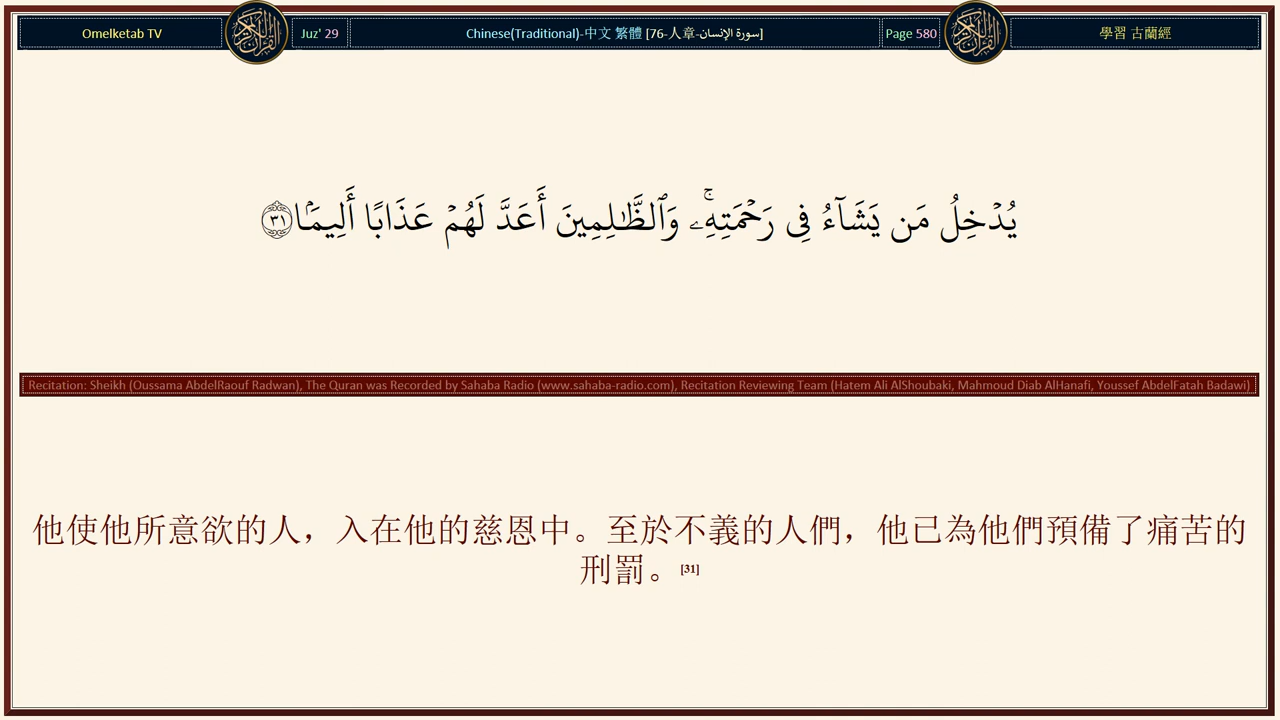 Omelketab TV
Juz' 29
Chinese(Traditional)-中文 繁體 [76-人章-سورة الإنسان]
Page 580
學習 古蘭經
يُدۡخِلُ مَن يَشَآءُ فِي رَحۡمَتِهِۦۚ وَٱلظَّٰلِمِينَ أَعَدَّ لَهُمۡ عَذَابًا أَلِيمَۢا ٣١
Recitation: Sheikh (Oussama AbdelRaouf Radwan), The Quran was Recorded by Sahaba Radio (www.sahaba-radio.com), Recitation Reviewing Team (Hatem Ali AlShoubaki, Mahmoud Diab AlHanafi, Youssef AbdelFatah Badawi)
他使他所意欲的人，入在他的慈恩中。至於不義的人們，他已為他們預備了痛苦的
刑罰。[31]